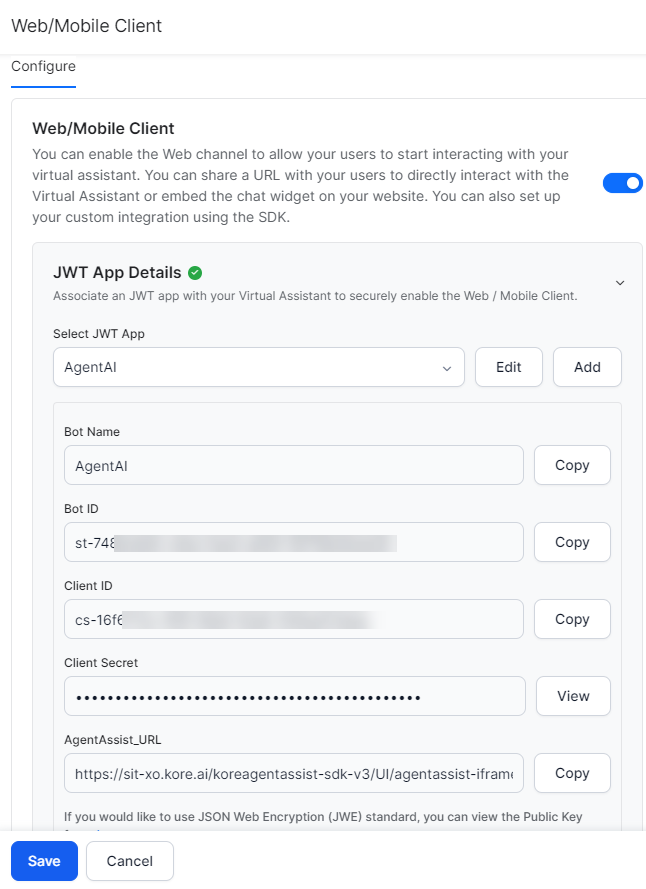 Web/Mobile Client
Configure
Web/Mobile Client
You can enable the Web channel to allow your users to start interacting with your
virtual assistant. You can share a URL with your users to directly interact with the
Virtual Assistant or embed the chat widget on your website. You can also set up
your custom integration using the SDK.
JWT App Details
Associate an JWT app with your Virtual Assistant to securely enable the Web / Mobile Client.
Select JWT App
AgentAI
Edit
Add
Bot Name
AgentAI
Copy
Bot ID
st-748
Copy
Client ID
cs-16f6
Copy
Client Secret
View
AgentAssist_URL
https://sit-xo.kore.ai/koreagentassist-sdk-v3/UI/agentassist-iframe
Copy
If you would like to use JSON Web Encryption (JWE) standard, you can view the Public Key
Save
Cancel